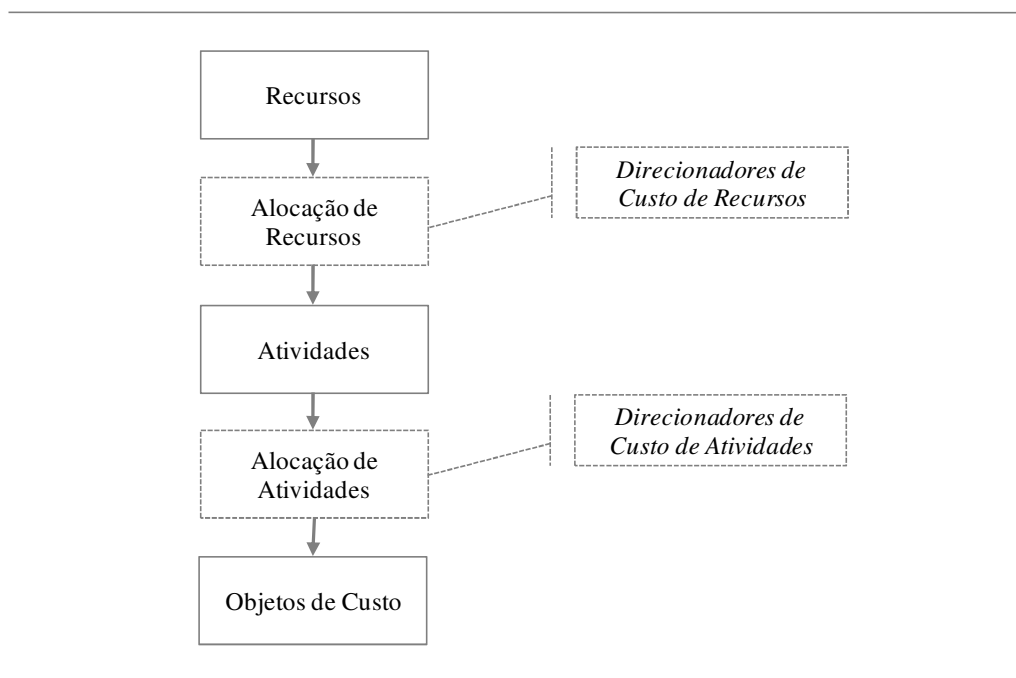 Recursos
Direcionadores de
Custo de Recursos
Alocação de
Recursos
Atividades
Direcionadores de
Custo de Atividades
Alocação de
Atividades
Objetos de Custo